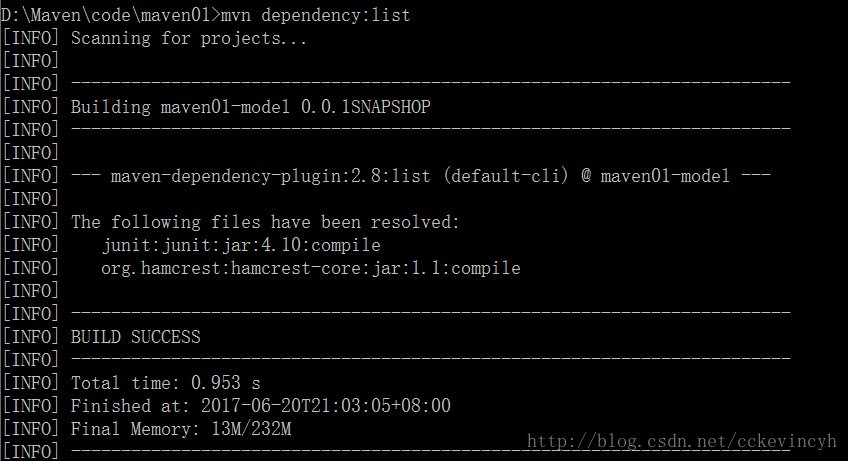 D:\Maven\code\maven01>mvn dependency:list
[INFO] Scanning for projects...
[INFO]
[INFO] ------------------------------------------------------------------------
[INFO] Building maven01-model 0.0.1SNAPSHOP
[INFO] ------------------------------------------------------------------------
[INFO]
[INFO] --- maven-dependency-plugin:2.8:list (default-cli) @ maven01-model ---
[INFO]
[INFO] The following files have been resolved:
[INFO]    junit:junit:jar:4.10:compile
[INFO]    org.hamcrest:hamcrest-core:jar:1.1:compile
[INFO]
[INFO] ------------------------------------------------------------------------
[INFO] BUILD SUCCESS
[INFO] ------------------------------------------------------------------------
[INFO] Total time: 0.953 s
[INFO] Finished at: 2017-06-20T21:03:05+08:00
[INFO] Final Memory: 13M/232M
[INFO] ------------------------------------------------------------------------
http://blog.csdn.net/cckevincyh